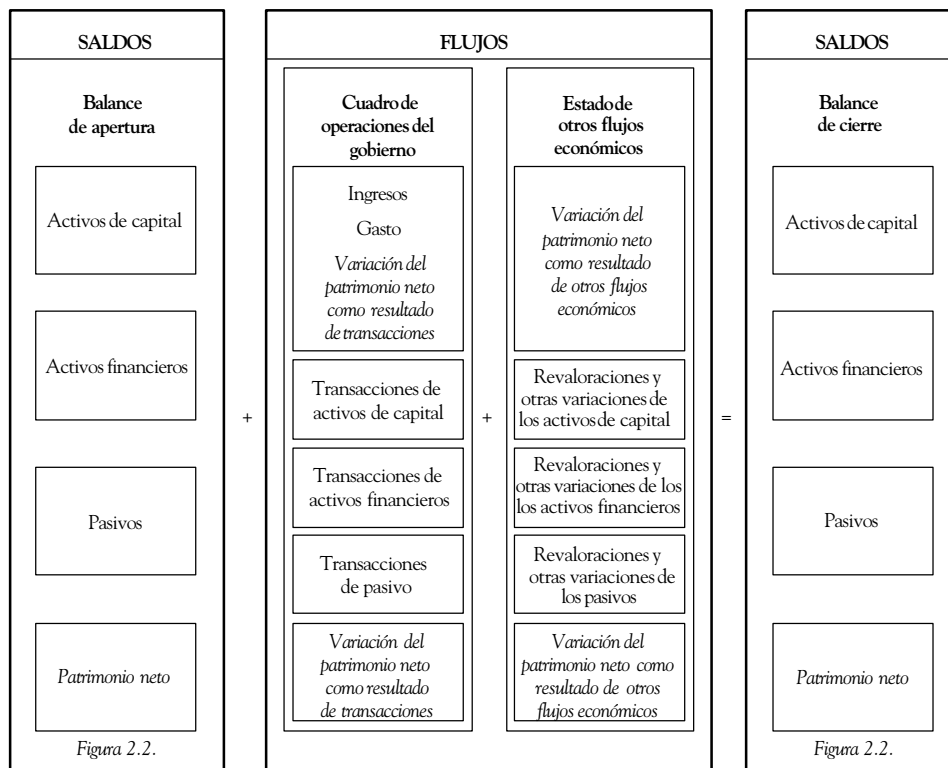 SALDOS
Balance
de apertura
Activos de capital
Activos financieros
Pasivos
Patrimonio neto
Figura 2.2.
+
FLUJOS
Cuadro de
operaciones del
gobierno
Ingresos
Gasto
Variación del
patrimonio neto
como resultado
de transacciones
Transacciones de
activos de capital
Transacciones de
activos financieros
Transacciones
de pasivo
Variación del
patrimonio neto
como resultado
de transacciones
+
Estado de
otros flujos
económicos
Variación del
patrimonio neto
como resultado
de otros flujos
económicos
Revaloraciones y
otras variaciones de
los activos de capital
Revaloraciones y
otras variaciones de los
los activos financieros
Revaloraciones y
otras variaciones de
los pasivos
Variación del
patrimonio neto como
resultado de otros
flujos económicos
=
SALDOS
Balance
de cierre
Activos de capital
Activos financieros
Pasivos
Patrimonio neto
Figura 2.2.